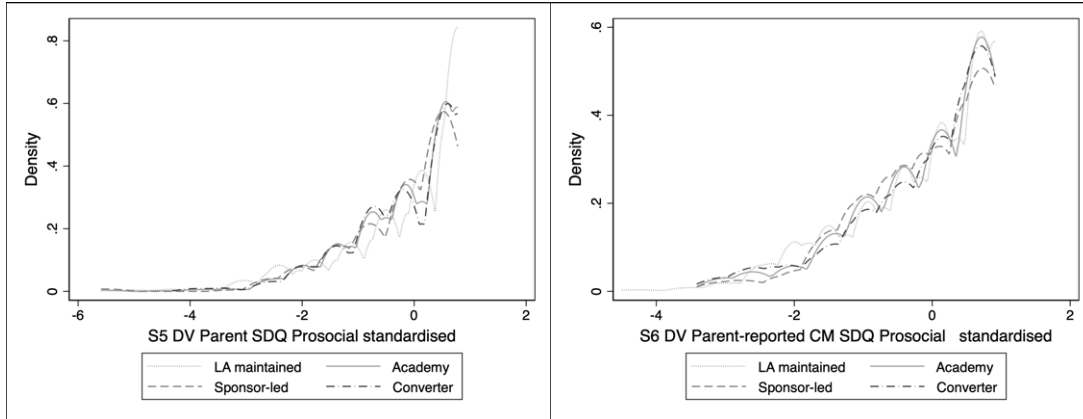 Density
.8
.6
.4
.2
0
-6 -4 -2 0 2
S5 DV Parent SDQ Prosocial standardised
LA maintained Academy
Sponsor-led Converter
Density
.6
.4
.2
0
-4 -2 0 2
S6 DV Parent-reported CM SDQ Prosocial standardised
LA maintained Academy
Sponsor-led Converter